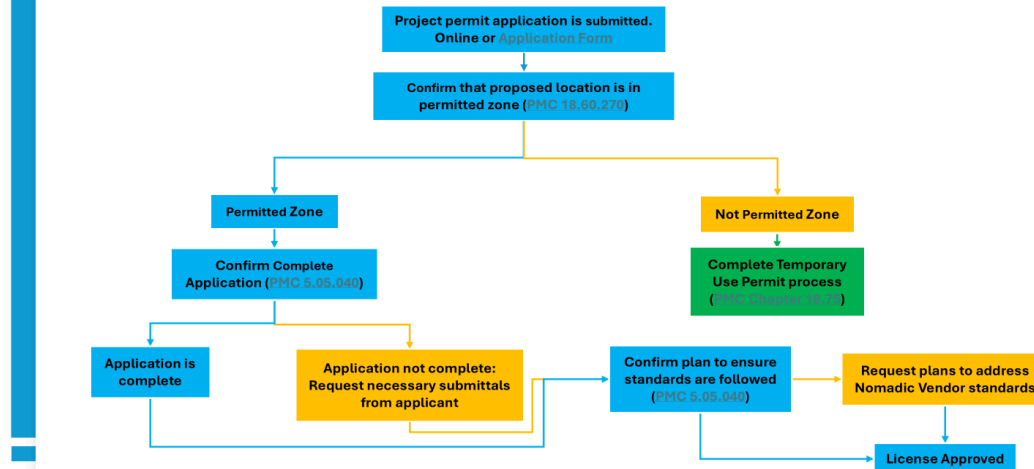 Project permit application is submitted.
Online or Application Form
Confirm that proposed location is in
permitted zone (PMC 18.60.270)
Permitted Zone
Not Permitted Zone
Confirm Complete
Application (PMC 5.05.040)
Complete Temporary
Use Permit process
(PMC Chapter 18.75)
Application is
complete
Application not complete:
Request necessary submittals
from applicant
Confirm plan to ensure
standards are followed
(PMC 5.05.040)
Request plans to address
Nomadic Vendor standards
License Approved